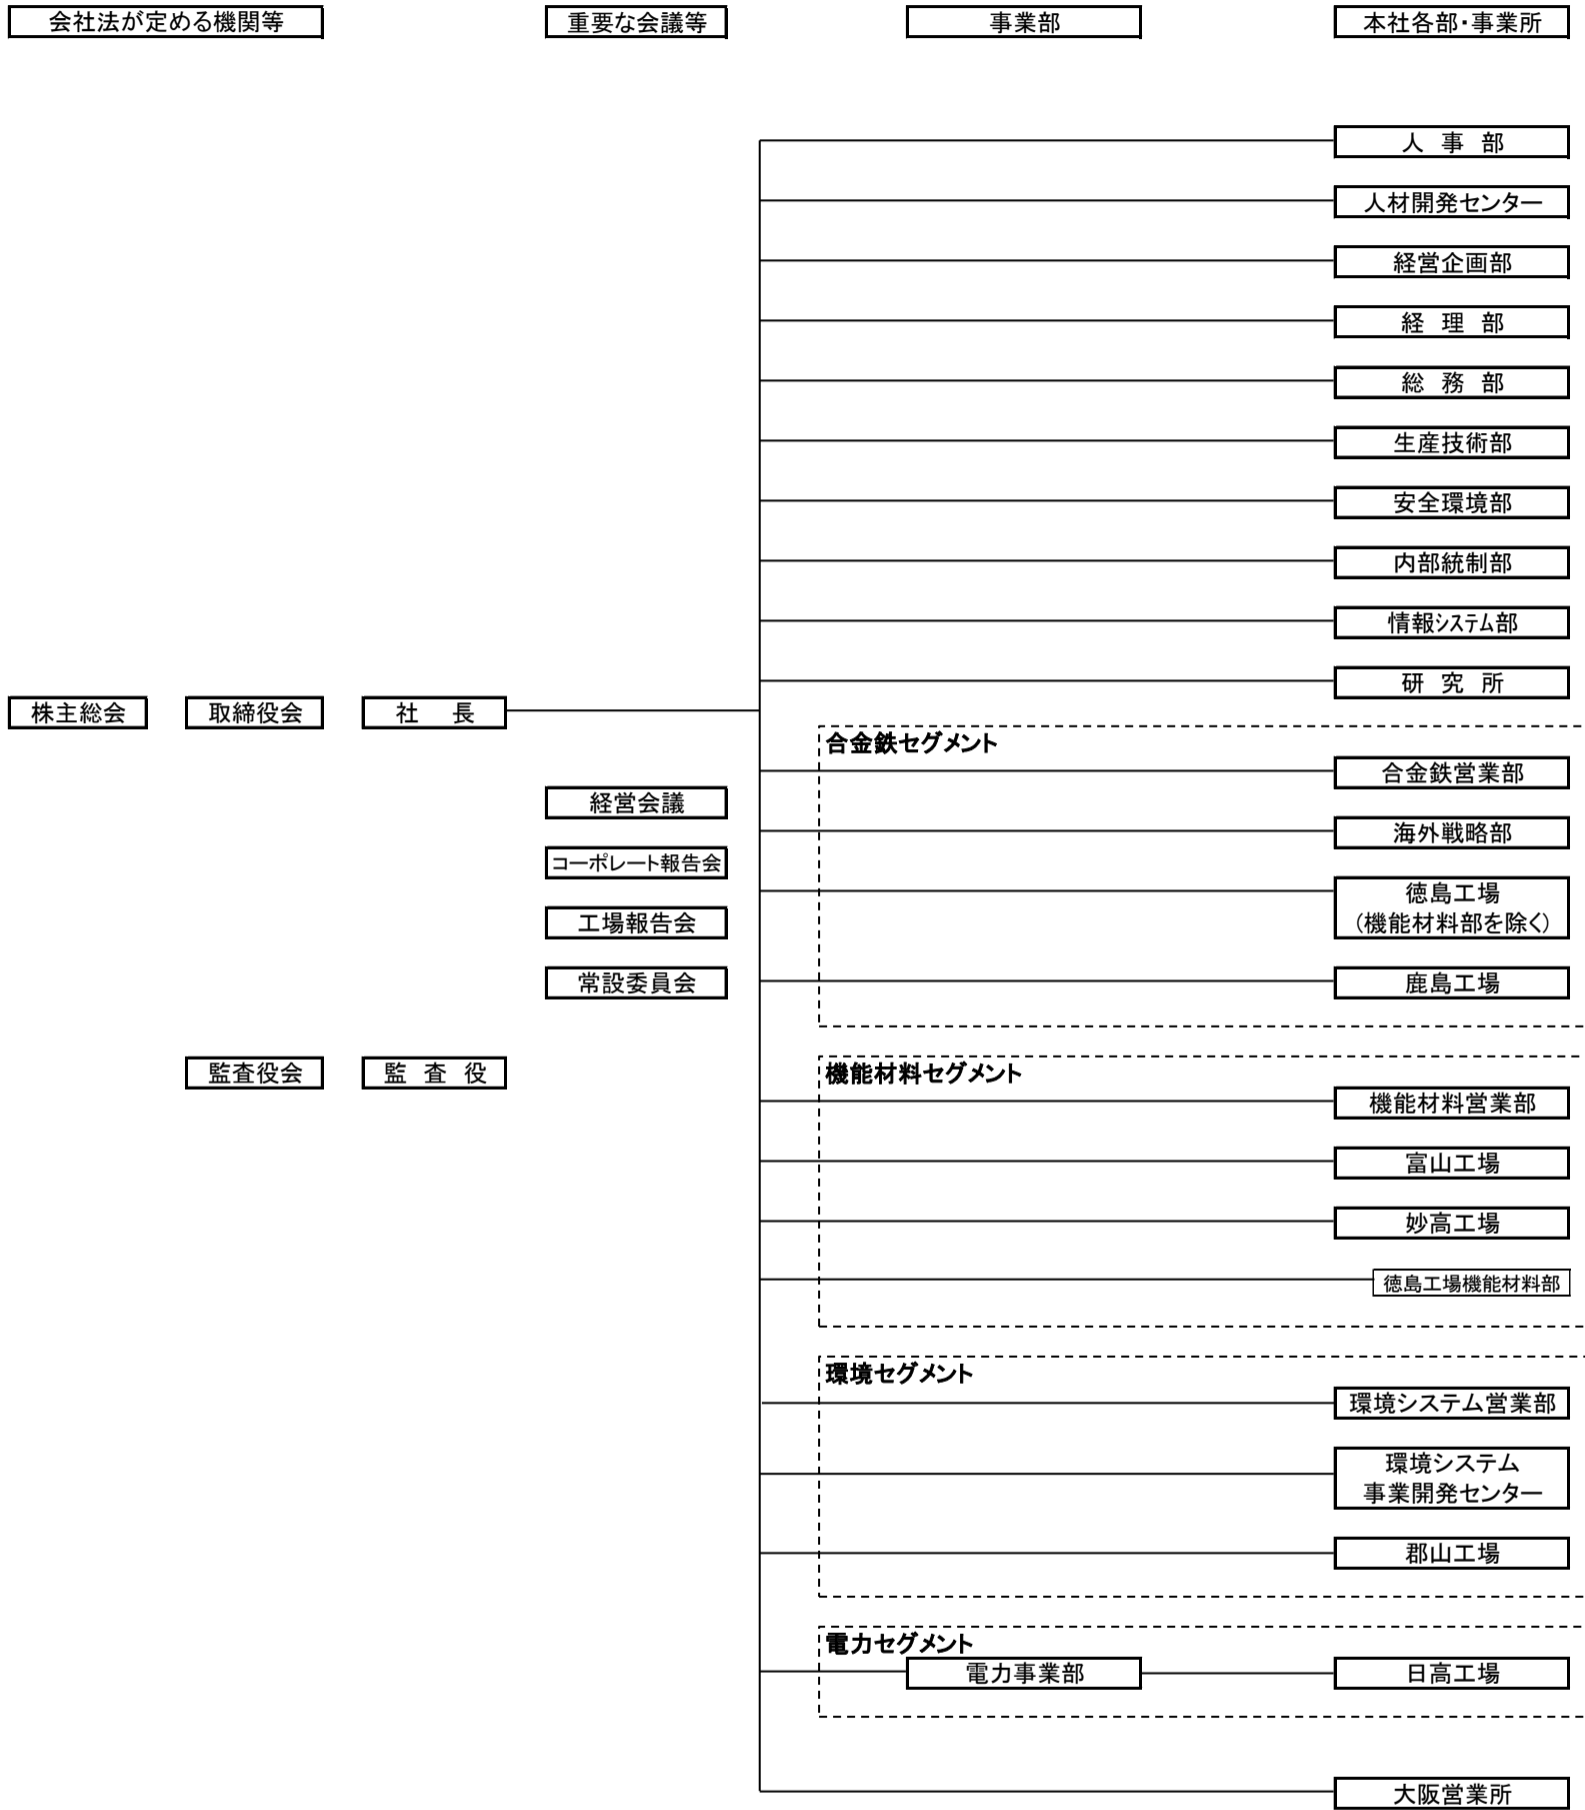 会社法が定める機関等
重要な会議等
事業部
本社各部・事業所
人 事 部
人材開発センター
経営企画部
経 理 部
総 務 部
生産技術部
安全環境部
内部統制部
情報システム部
研 究 所
株主総会
取締役会
社 長
合金鉄セグメント
合金鉄営業部
経営会議
海外戦略部
コーポレート報告会
徳島工場
(機能材料部を除く)
工場報告会
常設委員会
鹿島工場
監査役会
監 査 役
機能材料セグメント
機能材料営業部
富山工場
妙高工場
徳島工場機能材料部
環境セグメント
環境システム営業部
環境システム
事業開発センター
郡山工場
電力セグメント
電力事業部
日高工場
大阪営業所